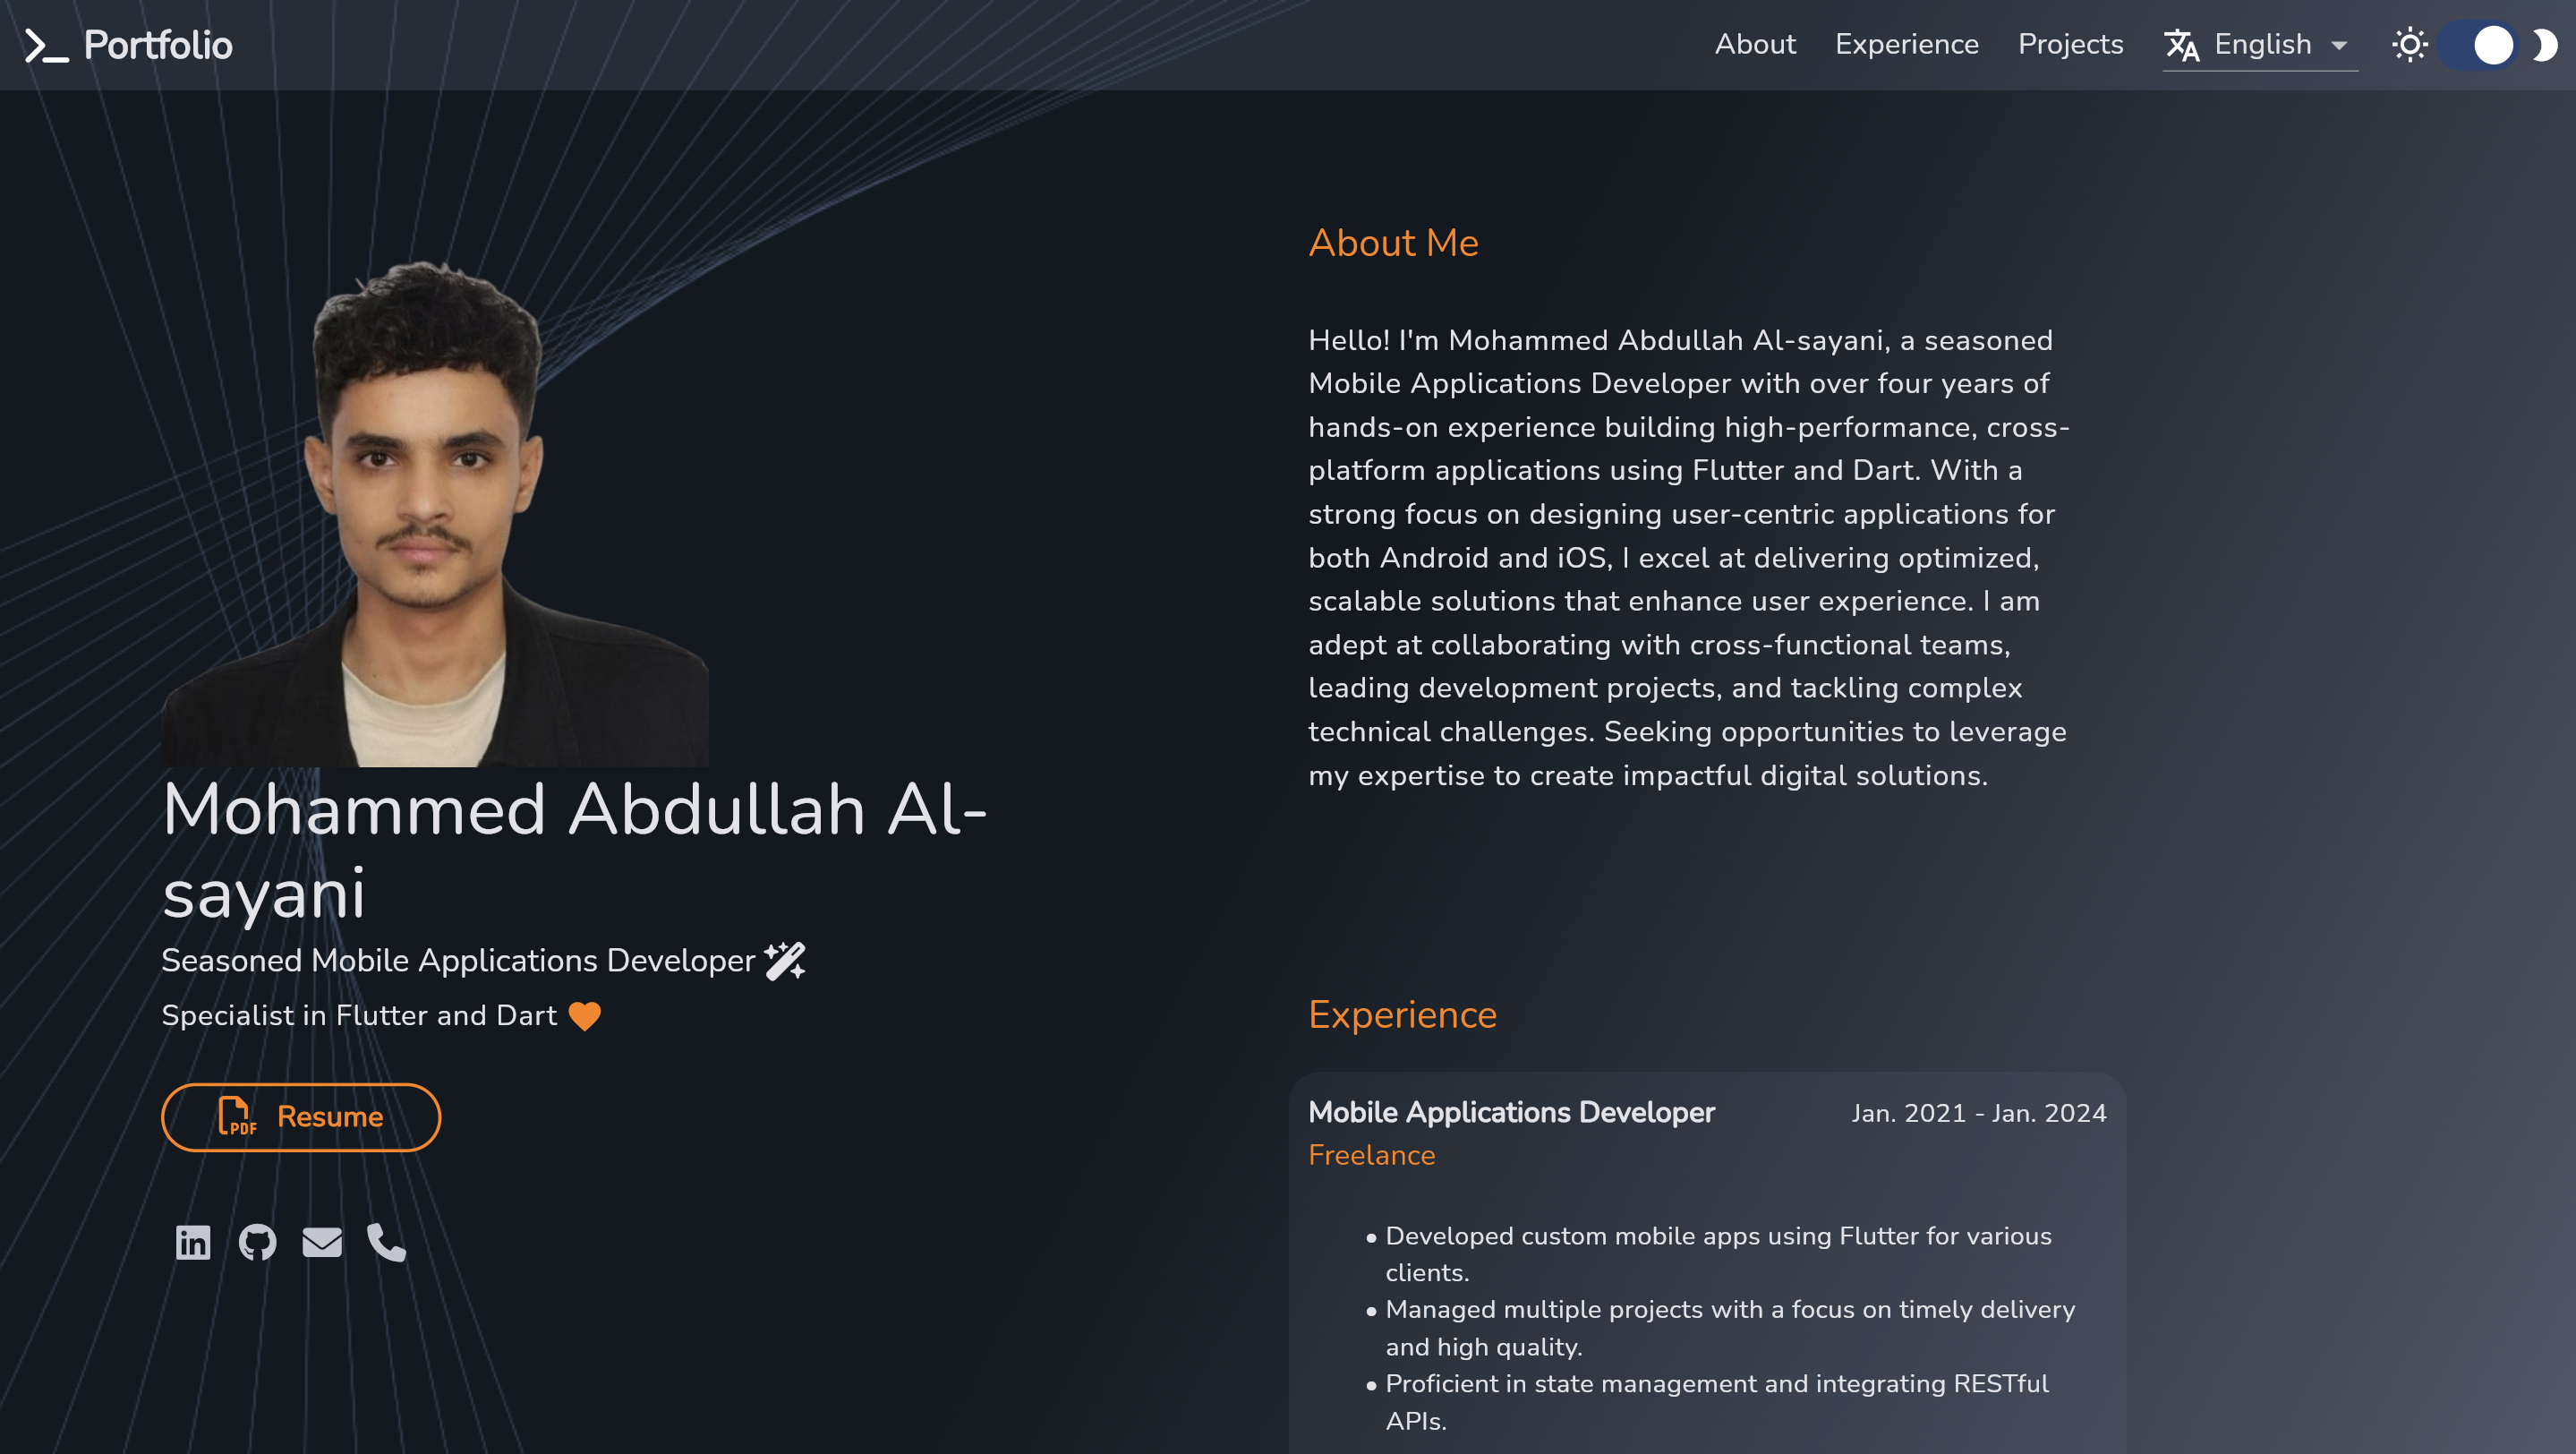 Portfolio
About
Experience
Projects
English
Mohammed Abdullah Al-
sayani
Seasoned Mobile Applications Developer
Specialist in Flutter and Dart
PDF
Resume
in
About Me
Hello! I'm Mohammed Abdullah Al-sayani, a seasoned
Mobile Applications Developer with over four years of
hands-on experience building high-performance, cross-
platform applications using Flutter and Dart. With a
strong focus on designing user-centric applications for
both Android and iOS, I excel at delivering optimized,
scalable solutions that enhance user experience. I am
adept at collaborating with cross-functional teams,
leading development projects, and tackling complex
technical challenges. Seeking opportunities to leverage
my expertise to create impactful digital solutions.
Experience
Mobile Applications Developer
Jan. 2021 - Jan. 2024
Freelance
• Developed custom mobile apps using Flutter for various
clients.
• Managed multiple projects with a focus on timely delivery
and high quality.
• Proficient in state management and integrating RESTful
APIs.